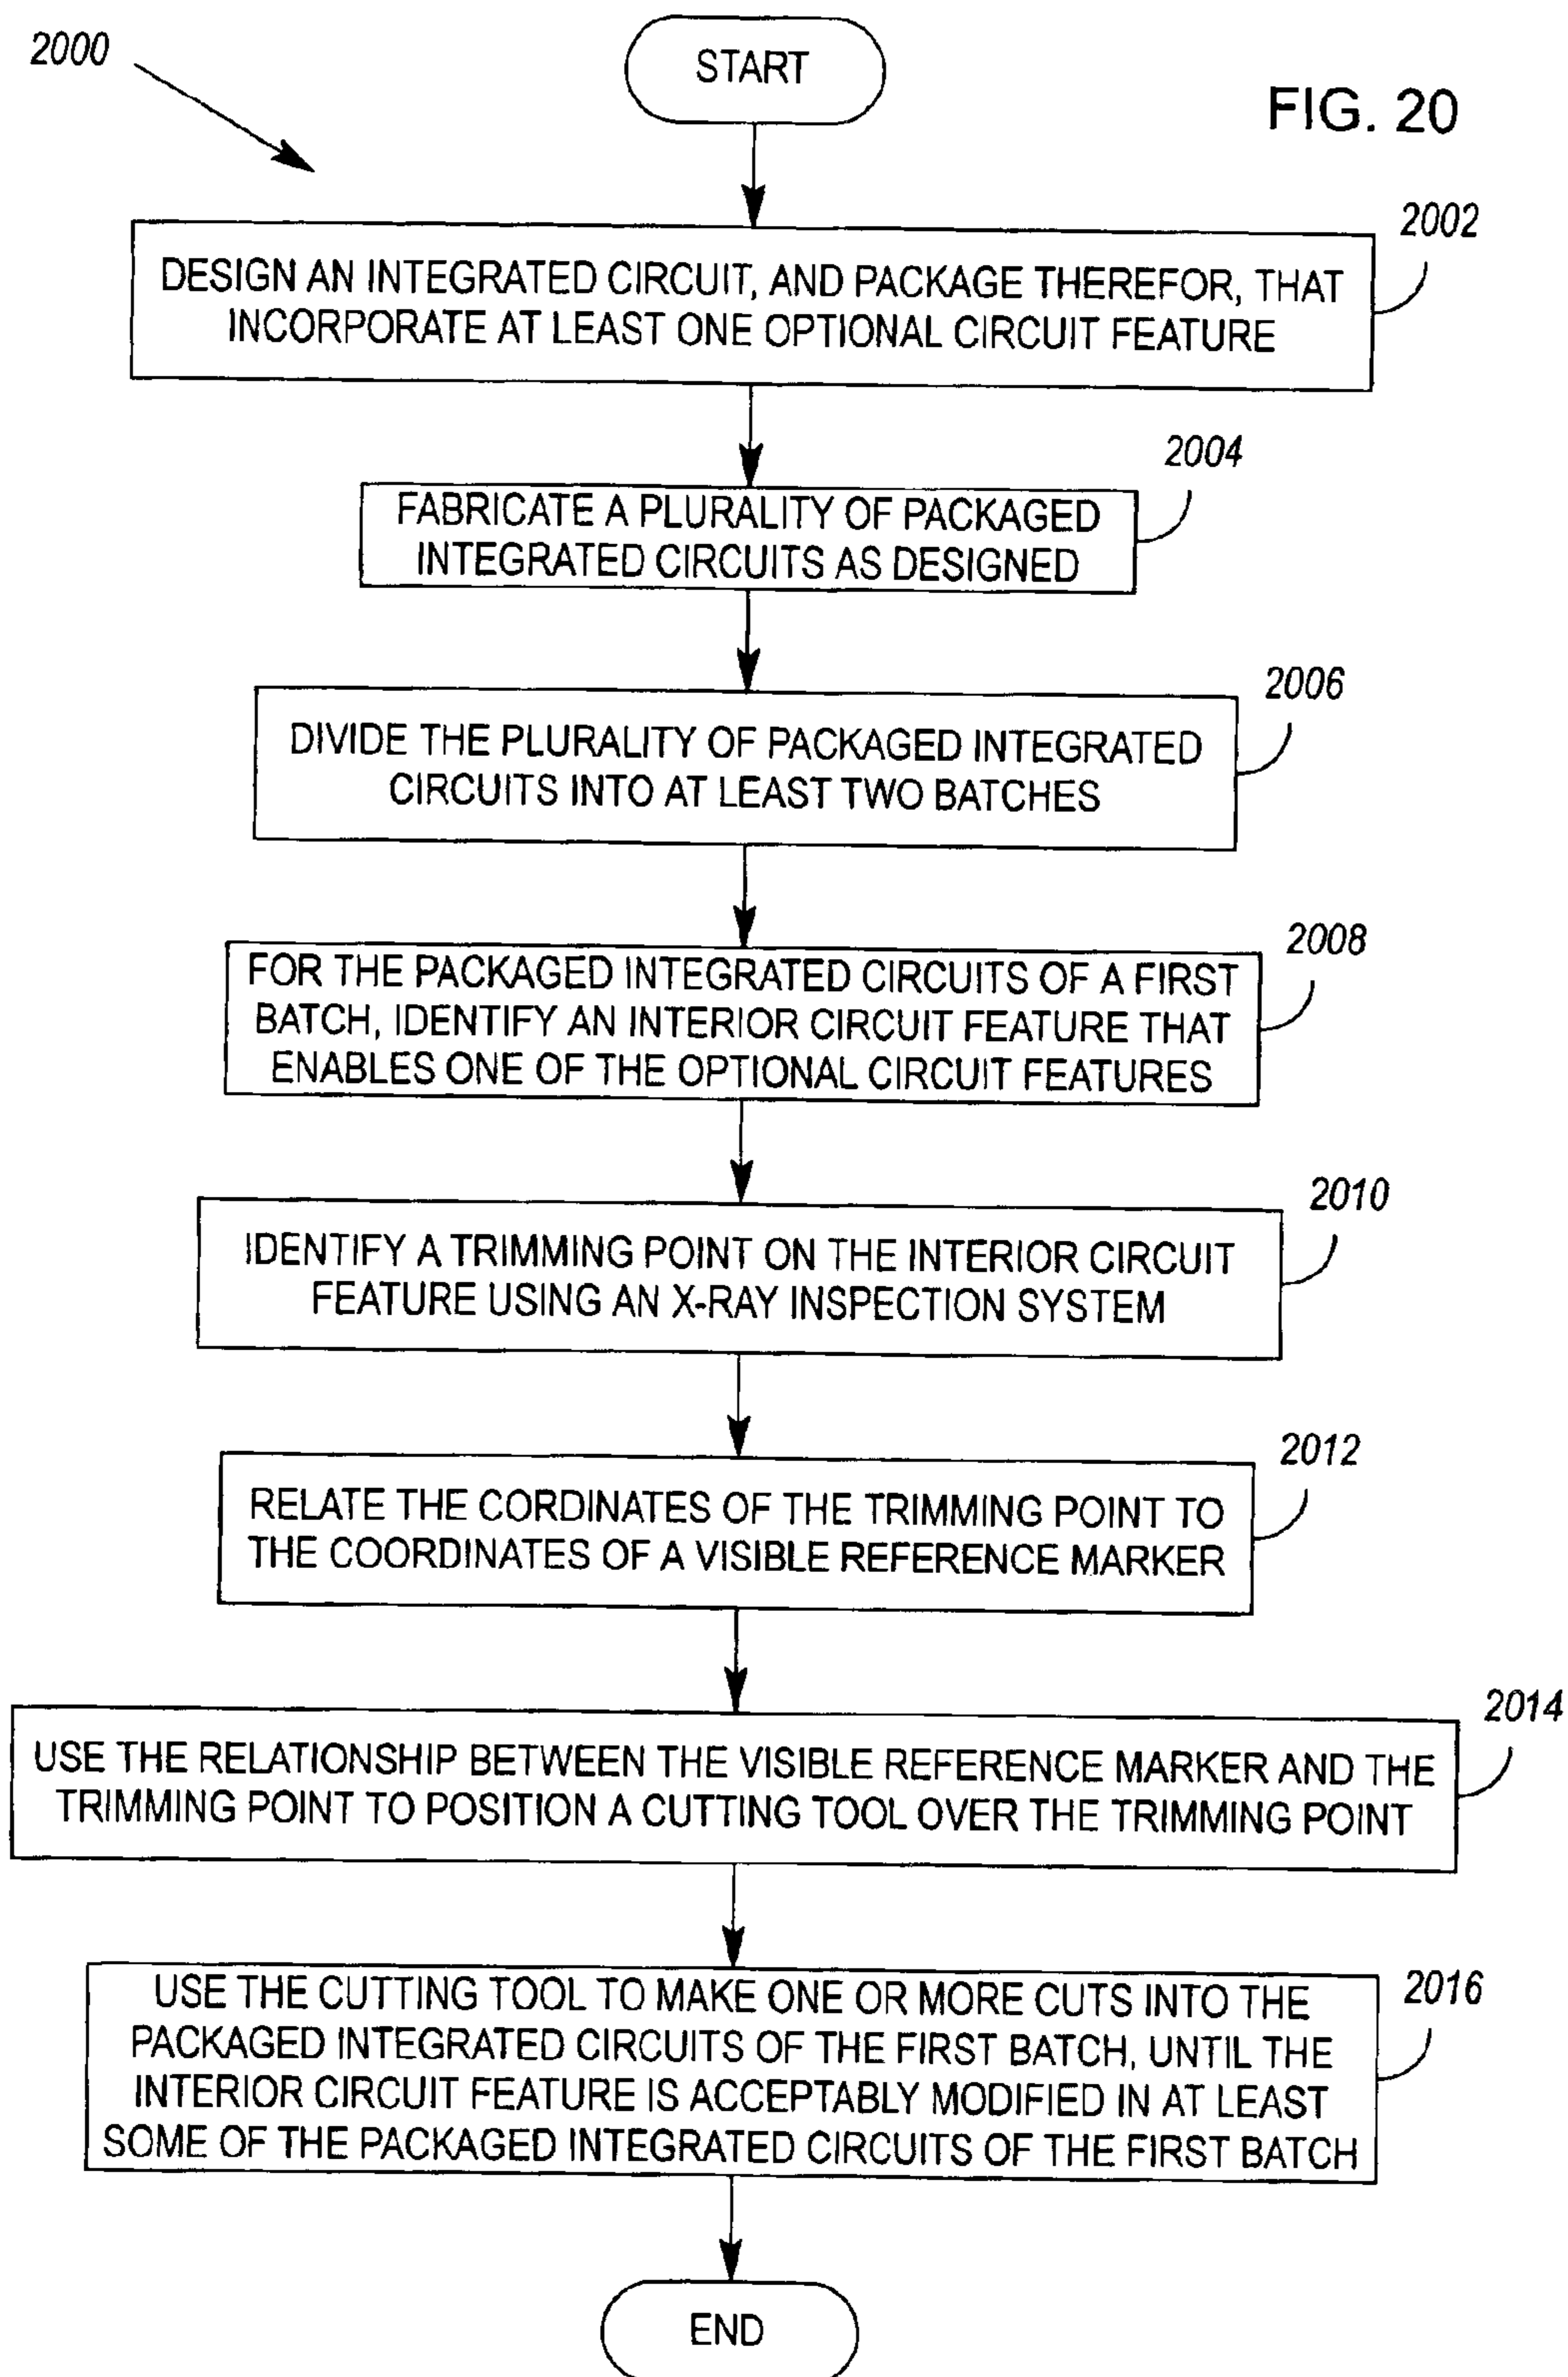 2000
START
FIG. 20
2002
DESIGN AN INTEGRATED CIRCUIT, AND PACKAGE THEREFOR, THAT
INCORPORATE AT LEAST ONE OPTIONAL CIRCUIT FEATURE
2004
FABRICATE A PLURALITY OF PACKAGED
INTEGRATED CIRCUITS AS DESIGNED
2006
DIVIDE THE PLURALITY OF PACKAGED INTEGRATED
CIRCUITS INTO AT LEAST TWO BATCHES
2008
FOR THE PACKAGED INTEGRATED CIRCUITS OF A FIRST
BATCH, IDENTIFY AN INTERIOR CIRCUIT FEATURE THAT
ENABLES ONE OF THE OPTIONAL CIRCUIT FEATURES
2010
IDENTIFY A TRIMMING POINT ON THE INTERIOR CIRCUIT
FEATURE USING AN X-RAY INSPECTION SYSTEM
2012
RELATE THE CORDINATES OF THE TRIMMING POINT TO
THE COORDINATES OF A VISIBLE REFERENCE MARKER
2014
USE THE RELATIONSHIP BETWEEN THE VISIBLE REFERENCE MARKER AND THE
TRIMMING POINT TO POSITION A CUTTING TOOL OVER THE TRIMMING POINT
2016
USE THE CUTTING TOOL TO MAKE ONE OR MORE CUTS INTO THE
PACKAGED INTEGRATED CIRCUITS OF THE FIRST BATCH, UNTIL THE
INTERIOR CIRCUIT FEATURE IS ACCEPTABLY MODIFIED IN AT LEAST
SOME OF THE PACKAGED INTEGRATED CIRCUITS OF THE FIRST BATCH
END